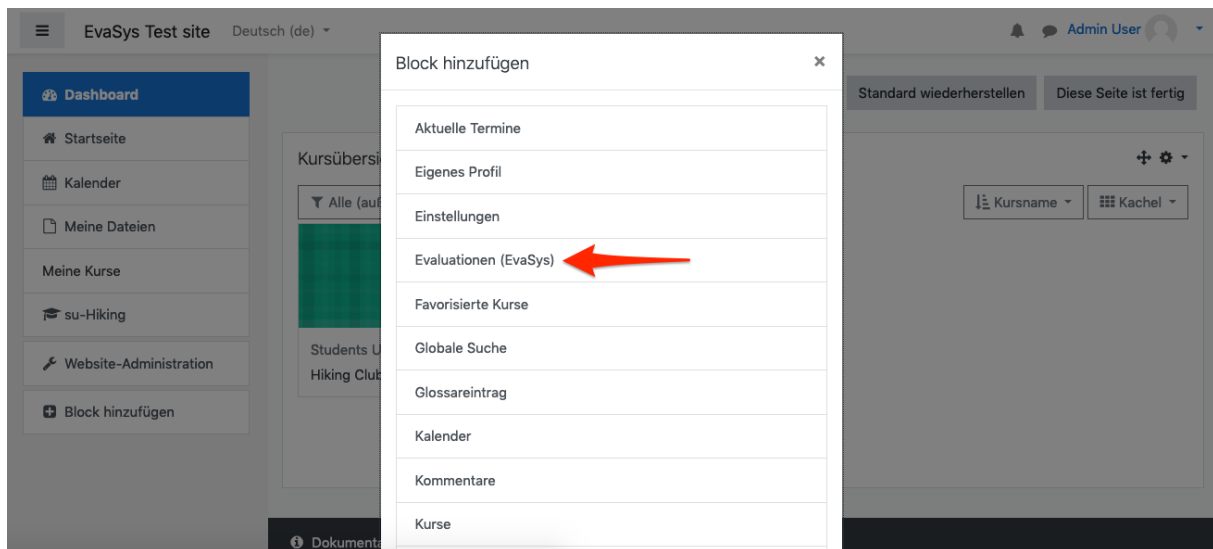 EvaSys Test site
Deutsch (de)
Admin User
Dashboard
Startseite
Kalender
Meine Dateien
Meine Kurse
su-Hiking
Website-Administration
Block hinzufügen
Standard wiederherstellen
Diese Seite ist fertig
Alle
Kursname
Kachel
Students
Hiking
Block hinzufügen
×
Aktuelle Termine
Eigenes Profil
Einstellungen
Evaluationen (EvaSys)
Favorisierte Kurse
Globale Suche
Glossareintrag
Kalender
Kommentare
Kurse